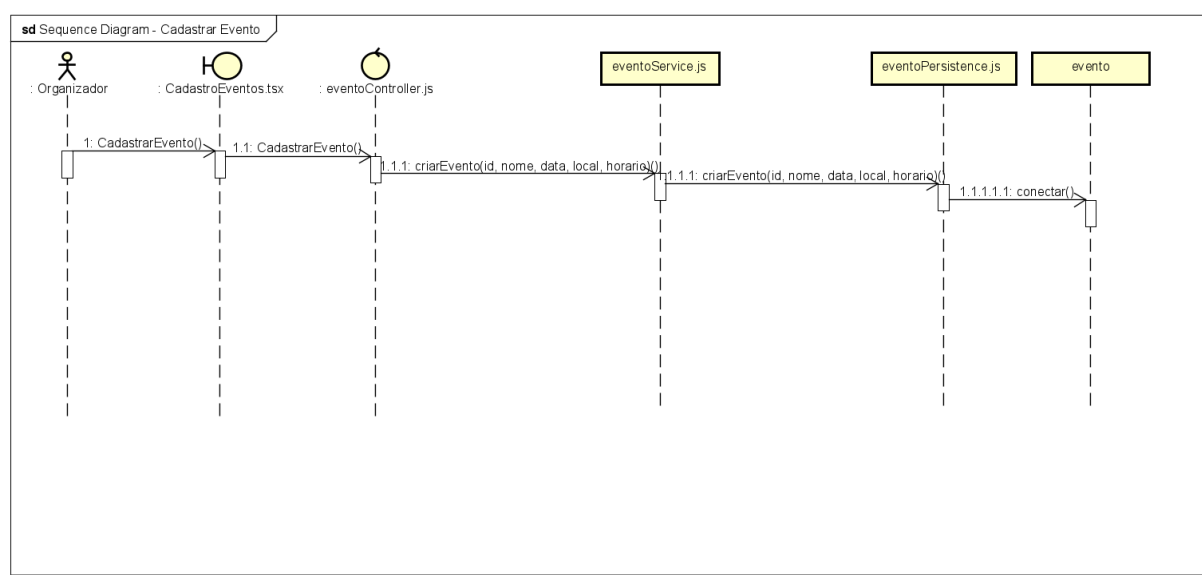 sd Sequence Diagram - Cadastrar Evento
: Organizador
: CadastroEventos.tsx
: eventoController.js
eventoService.js
eventoPersistence.js
evento
1: CadastrarEvento()
1.1: CadastrarEvento()
1.1.1: criarEvento(id, nome, data, local, horario)()
1.1.1: criarEvento(id, nome, data, local, horario)()
1.1.1.1.1: conectar()